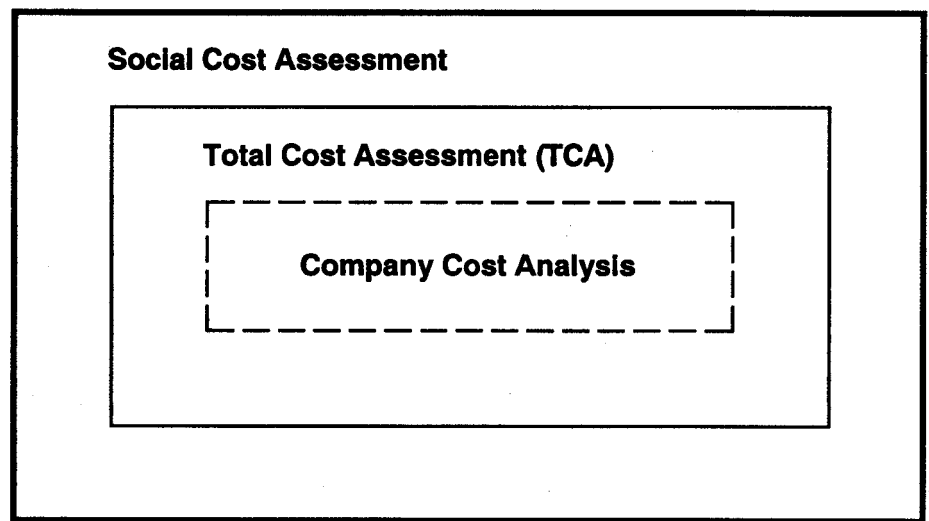 Social Cost Assessment
Total Cost Assessment (TCA)
Company Cost Analysis